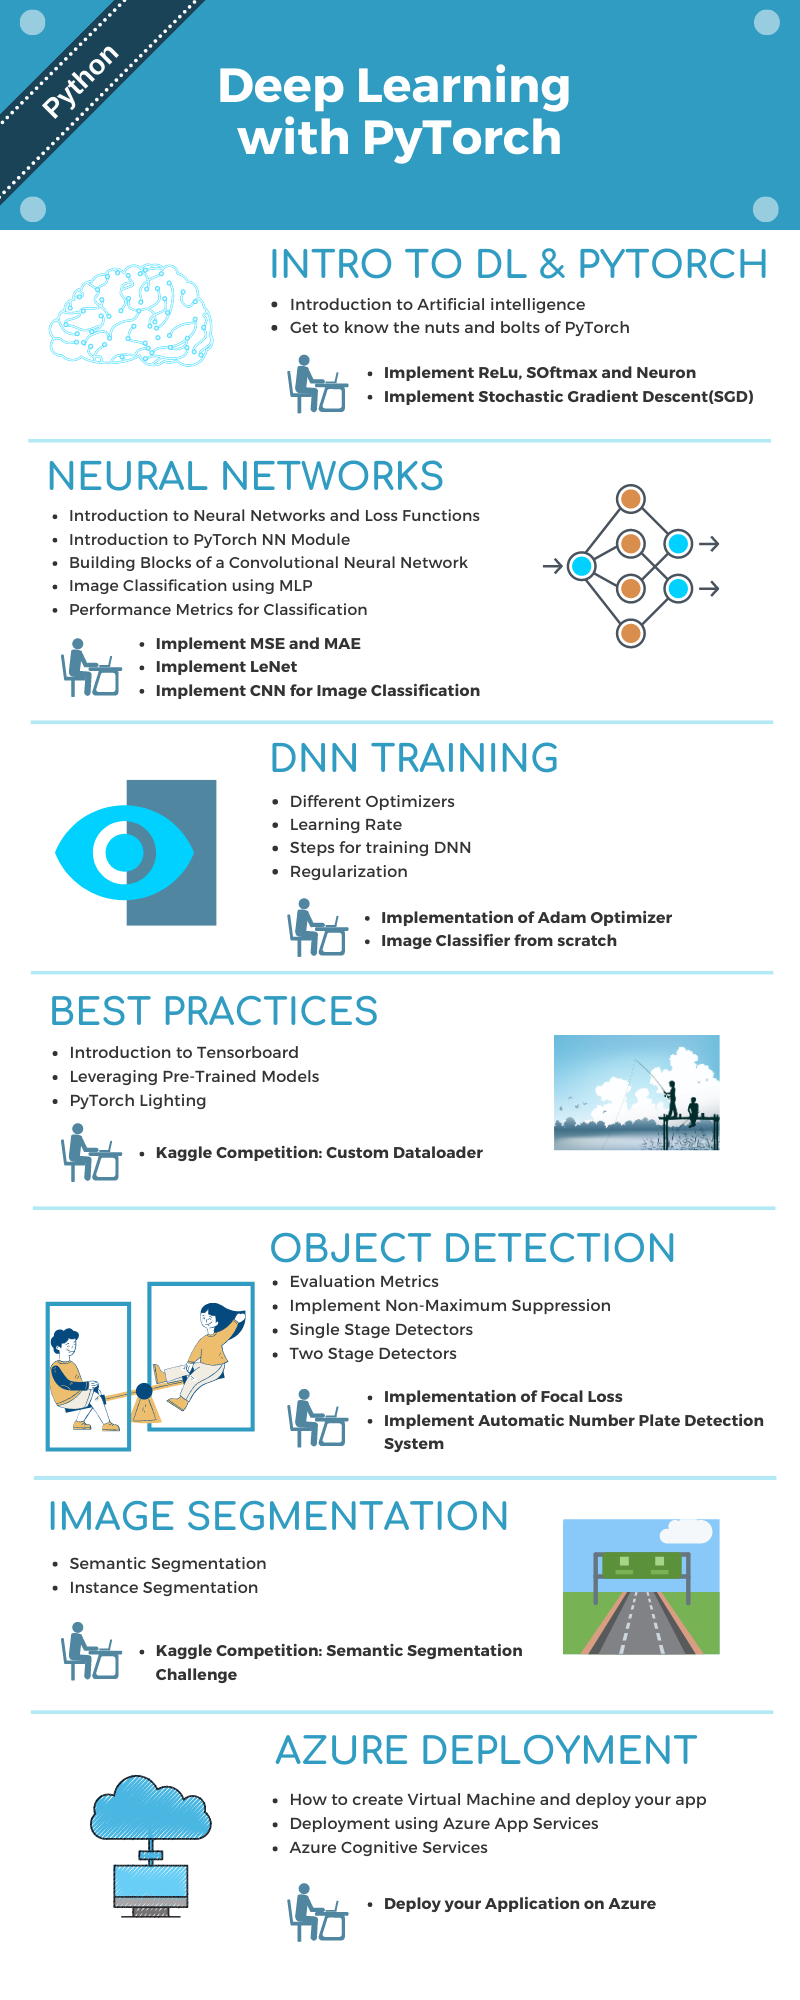 Python
Deep Learning
with PyTorch
INTRO TO DL & PYTORCH
• Introduction to Artificial intelligence
• Get to know the nuts and bolts of PyTorch
• Implement ReLu, SOftmax and Neuron
• Implement Stochastic Gradient Descent(SGD)
NEURAL NETWORKS
• Introduction to Neural Networks and Loss Functions
• Introduction to PyTorch NN Module
• Building Blocks of a Convolutional Neural Network
• Image Classification using MLP
• Performance Metrics for Classification
• Implement MSE and MAE
• Implement LeNet
• Implement CNN for Image Classification
DNN TRAINING
• Different Optimizers
• Learning Rate
• Steps for training DNN
• Regularization
• Implementation of Adam Optimizer
• Image Classifier from scratch
BEST PRACTICES
• Introduction to Tensorboard
• Leveraging Pre-Trained Models
• PyTorch Lighting
• Kaggle Competition: Custom Dataloader
OBJECT DETECTION
• Evaluation Metrics
• Implement Non-Maximum Suppression
• Single Stage Detectors
• Two Stage Detectors
• Implementation of Focal Loss
• Implement Automatic Number Plate Detection
System
IMAGE SEGMENTATION
• Semantic Segmentation
• Instance Segmentation
• Kaggle Competition: Semantic Segmentation
Challenge
AZURE DEPLOYMENT
• How to create Virtual Machine and deploy your app
• Deployment using Azure App Services
• Azure Cognitive Services
• Deploy your Application on Azure